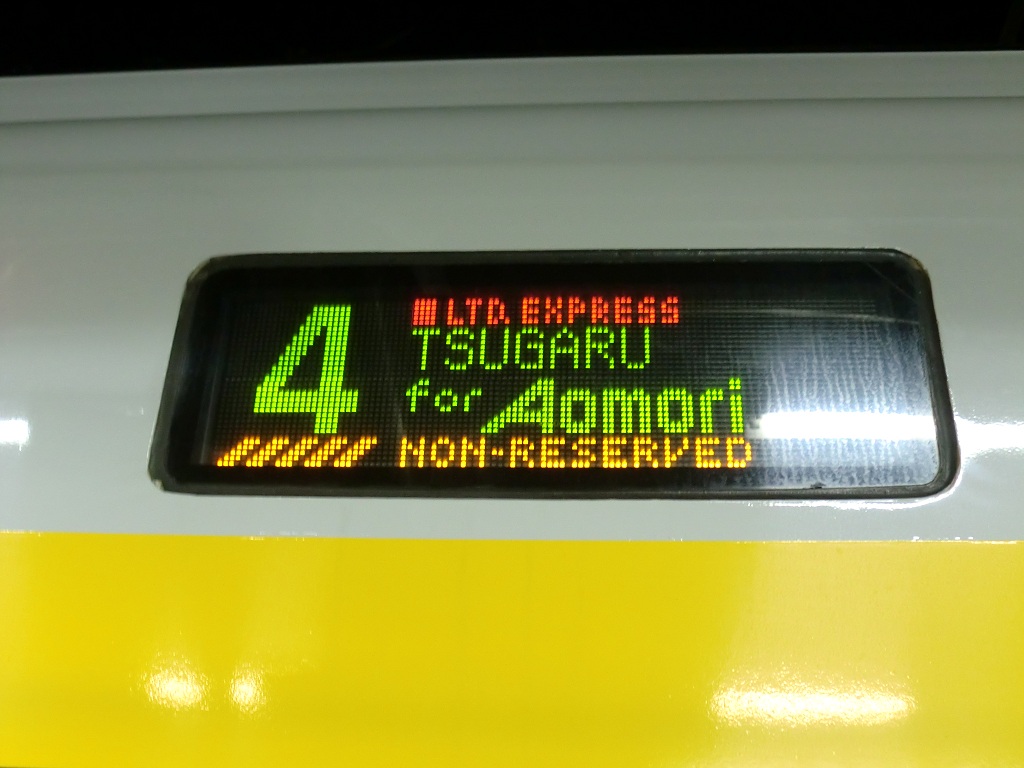 4
LTD. EXPRESS
TSUGARU
for Aomori
NON-RESERVED